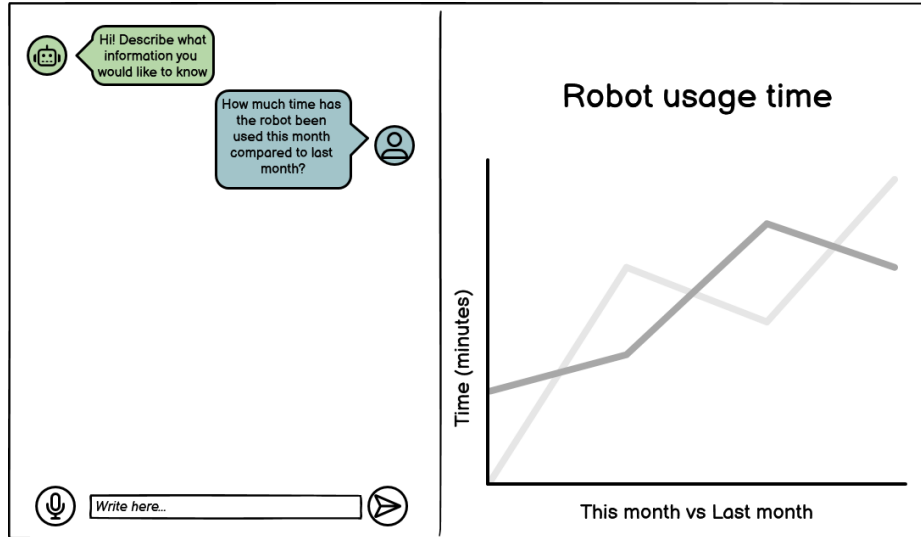 Hi! Describe what
information you
would like to know
How much time has
the robot been
used this month
compared to last
month?
Write here...
Robot usage time
Time (minutes)
This month vs Last month